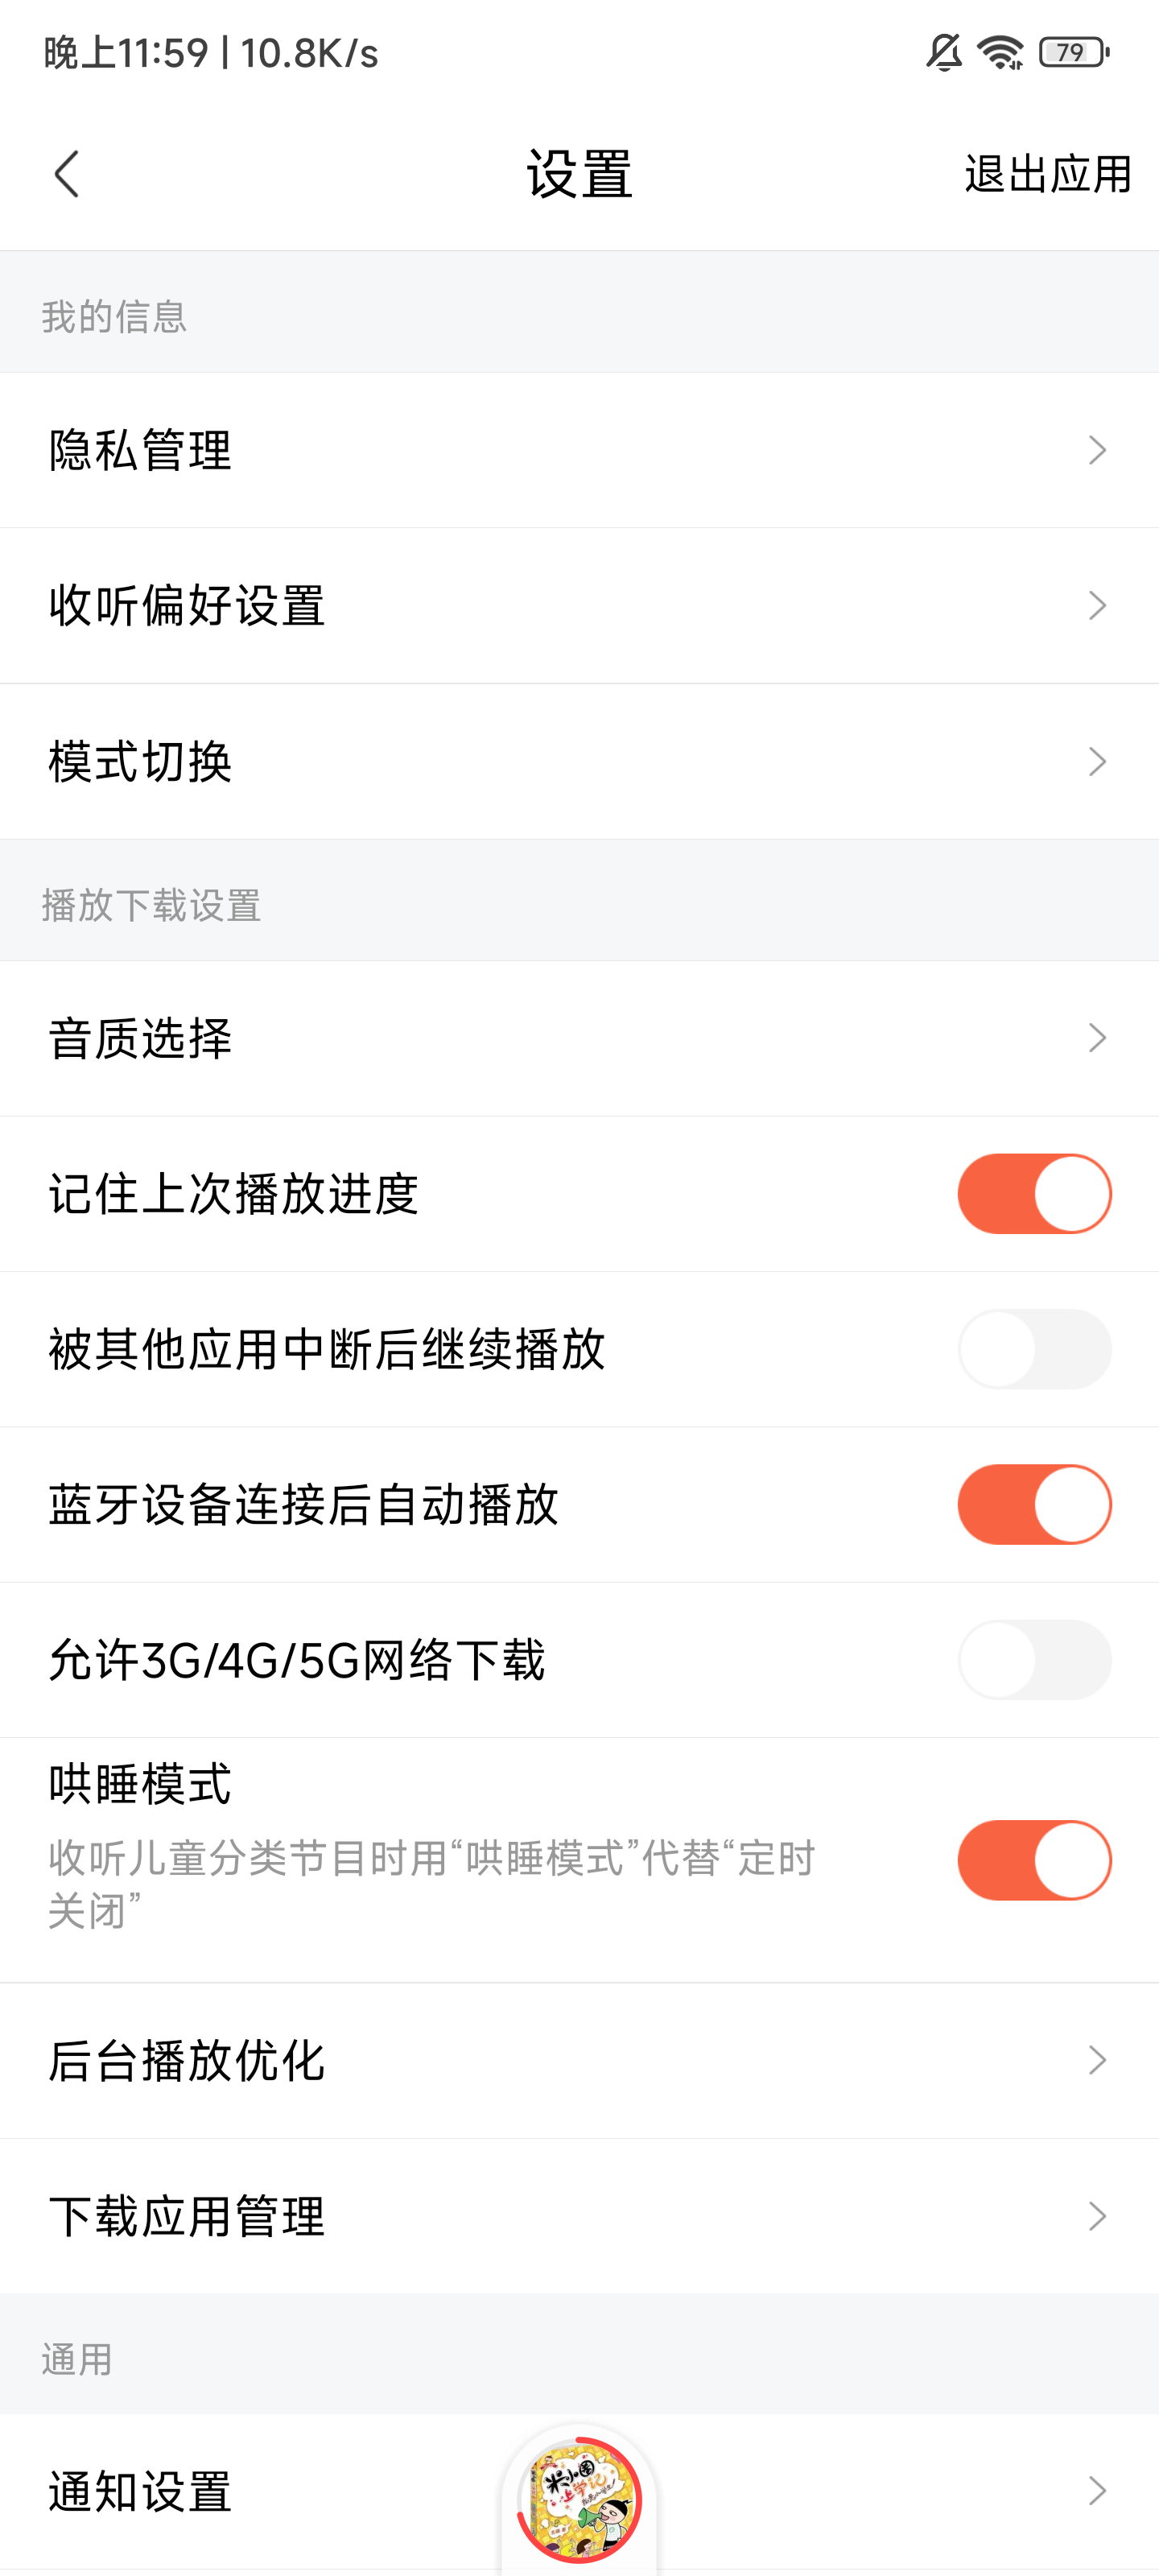 晚上11:59 | 10.8K/s
79
设置
退出应用
我的信息
隐私管理
收听偏好设置
模式切换
播放下载设置
音质选择
记住上次播放进度
被其他应用中断后继续播放
蓝牙设备连接后自动播放
允许3G/4G/5G网络下载
哄睡模式
收听儿童分类节目时用“哄睡模式”代替“定时
关闭”
后台播放优化
下载应用管理
通用
通知设置
米小圈
上学记